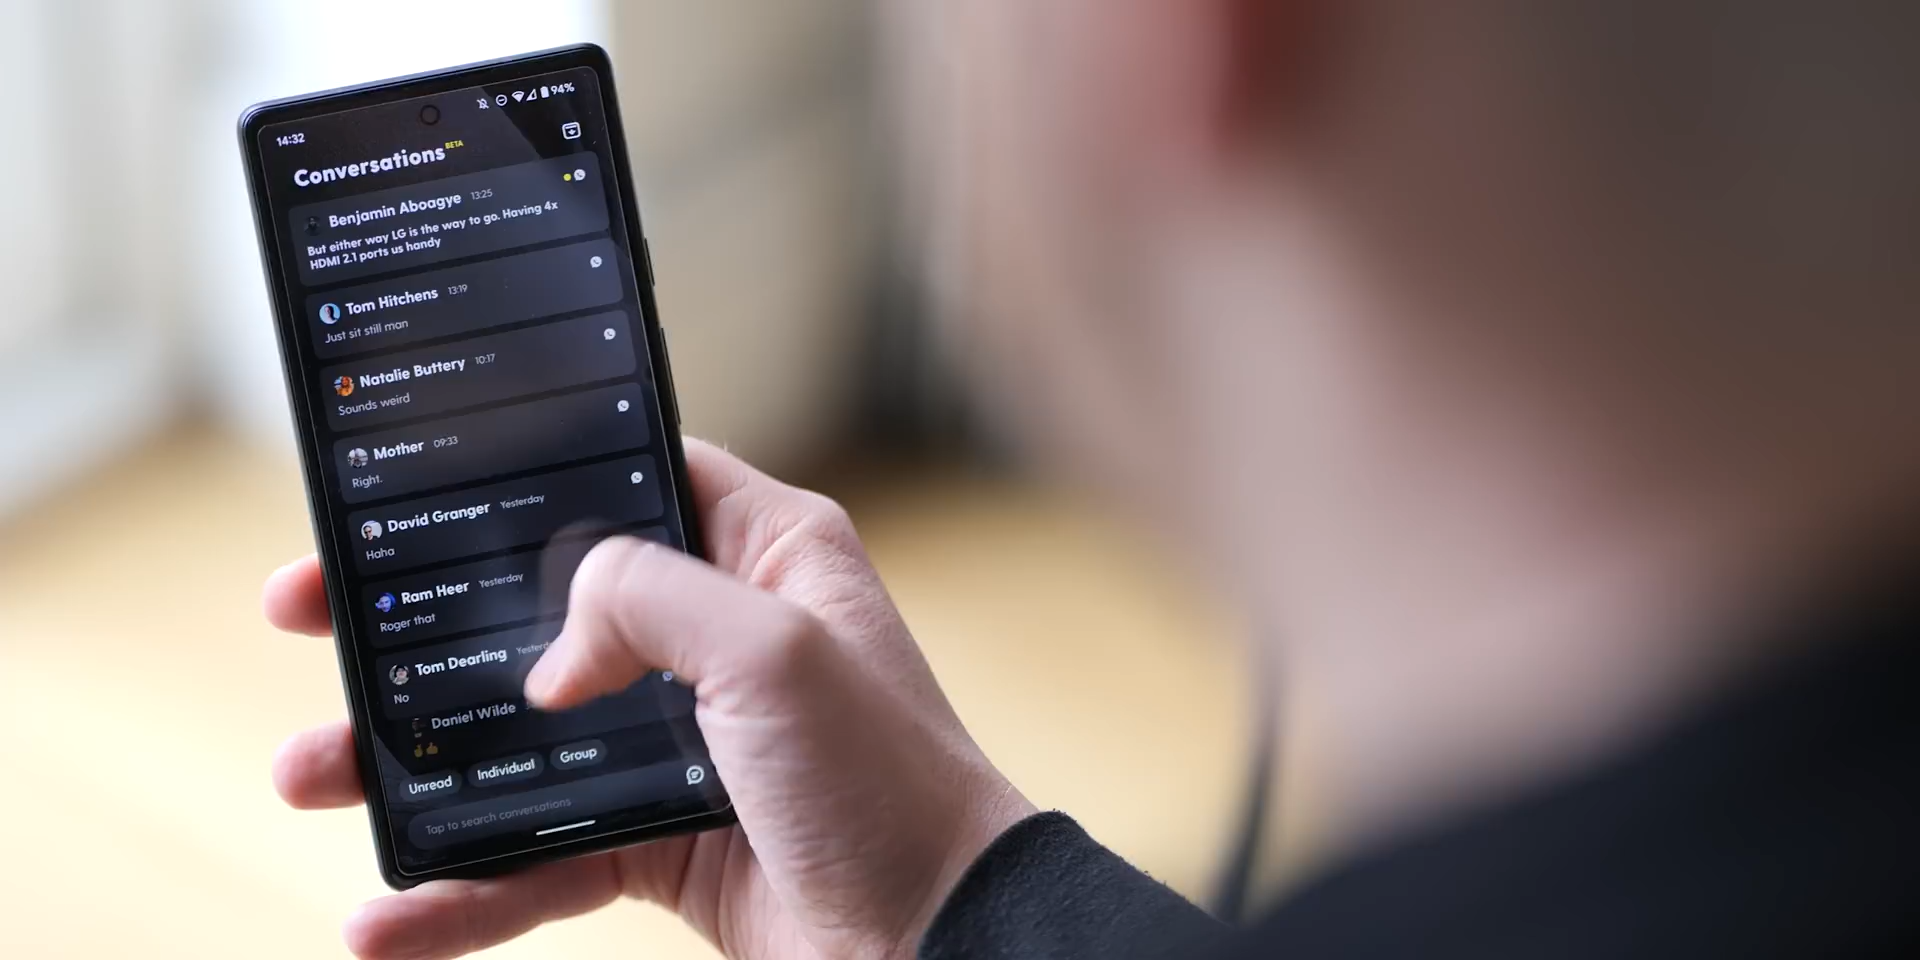 14:32
94%
Conversations BETA
Benjamin Aboagye 13:25
But either way LG is the way to go. Having 4x
HDMI 2.1 ports us handy
Tom Hitchens 13:19
Just sit still man
Natalie Buttery 10:17
Sounds weird
Mother 09:33
Right.
David Granger Yesterday
Haha
Ram Heer Yesterday
Roger that
Tom Dearling
No
Daniel Wilde
Unread Individual Group
Tap to search conversations